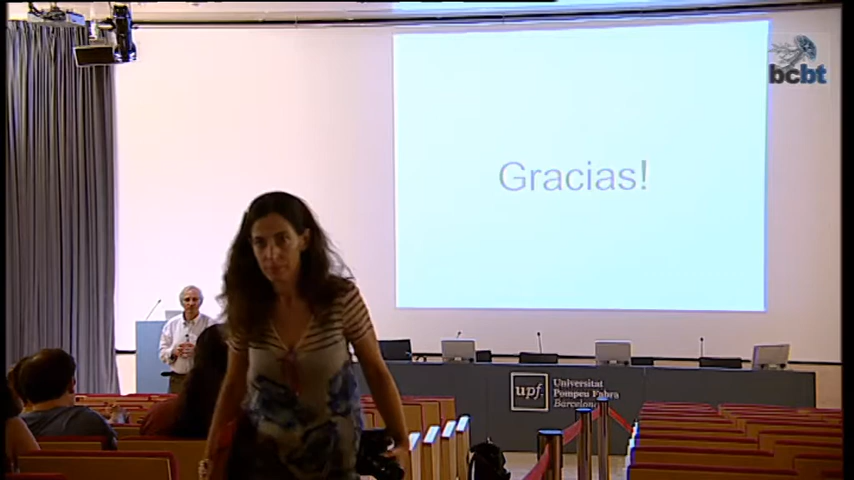 bcbt
Gracias!
upf.
Universitat
Pompeu Fabra
Barcelona